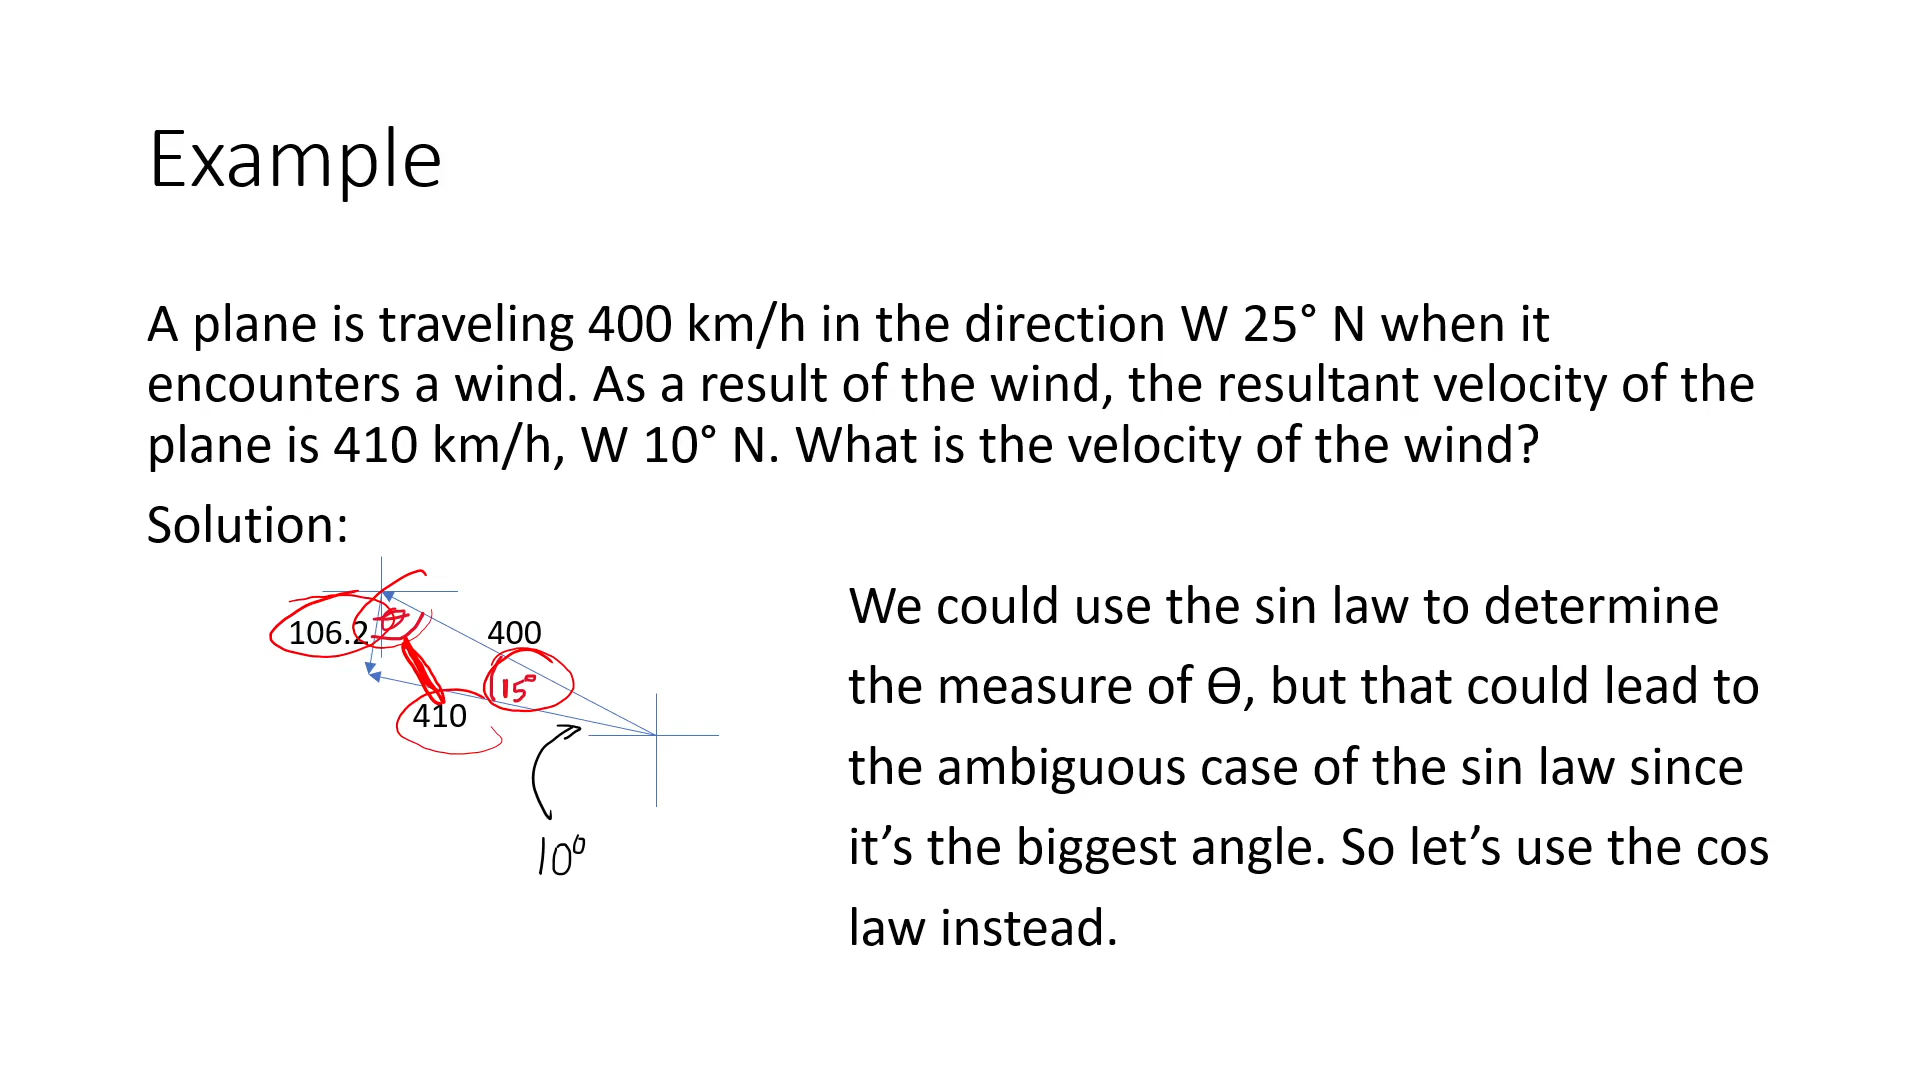 Example
A plane is traveling 400 km/h in the direction W 25° N when it
encounters a wind. As a result of the wind, the resultant velocity of the
plane is 410 km/h, W 10° N. What is the velocity of the wind?
Solution:
106.2
θ
400
15°
410
10°
We could use the sin law to determine
the measure of Ө, but that could lead to
the ambiguous case of the sin law since
it’s the biggest angle. So let’s use the cos
law instead.